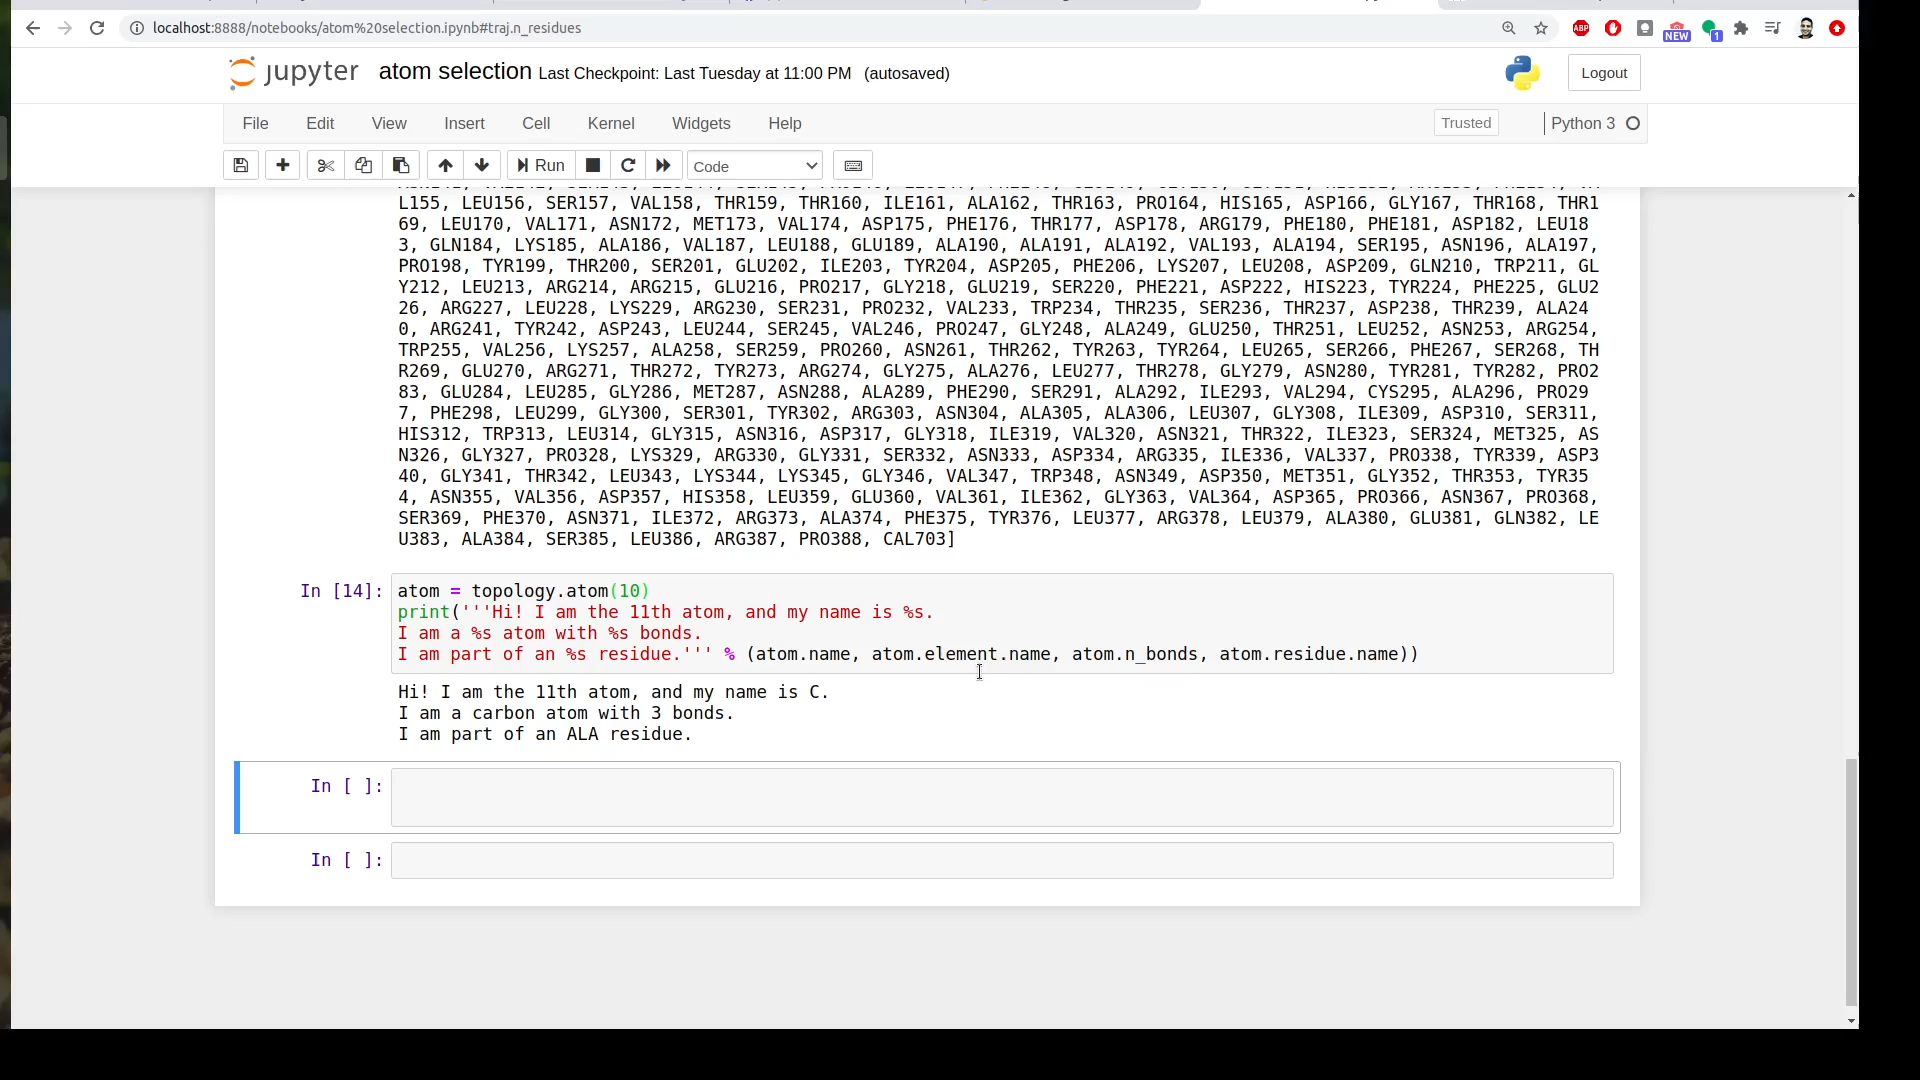 localhost:8888/notebooks/atom%20selection.ipynb#traj.n_residues
ABP
NEW
1
jupyter atom selection Last Checkpoint: Last Tuesday at 11:00 PM (autosaved)
Logout
File Edit View Insert Cell Kernel Widgets Help
Trusted
Python 3
Run
Code
L155, LEU156, SER157, VAL158, THR159, THR160, ILE161, ALA162, THR163, PRO164, HIS165, ASP166, GLY167, THR168, THR1
69, LEU170, VAL171, ASN172, MET173, VAL174, ASP175, PHE176, THR177, ASP178, ARG179, PHE180, PHE181, ASP182, LEU18
3, GLN184, LYS185, ALA186, VAL187, LEU188, GLU189, ALA190, ALA191, ALA192, VAL193, ALA194, SER195, ASN196, ALA197,
PRO198, TYR199, THR200, SER201, GLU202, ILE203, TYR204, ASP205, PHE206, LYS207, LEU208, ASP209, GLN210, TRP211, GL
Y212, LEU213, ARG214, ARG215, GLU216, PRO217, GLY218, GLU219, SER220, PHE221, ASP222, HIS223, TYR224, PHE225, GLU2
26, ARG227, LEU228, LYS229, ARG230, SER231, PRO232, VAL233, TRP234, THR235, SER236, THR237, ASP238, THR239, ALA24
0, ARG241, TYR242, ASP243, LEU244, SER245, VAL246, PRO247, GLY248, ALA249, GLU250, THR251, LEU252, ASN253, ARG254,
TRP255, VAL256, LYS257, ALA258, SER259, PRO260, ASN261, THR262, TYR263, TYR264, LEU265, SER266, PHE267, SER268, TH
R269, GLU270, ARG271, THR272, TYR273, ARG274, GLY275, ALA276, LEU277, THR278, GLY279, ASN280, TYR281, TYR282, PRO2
83, GLU284, LEU285, GLY286, MET287, ASN288, ALA289, PHE290, SER291, ALA292, ILE293, VAL294, CYS295, ALA296, PRO29
7, PHE298, LEU299, GLY300, SER301, TYR302, ARG303, ASN304, ALA305, ALA306, LEU307, GLY308, ILE309, ASP310, SER311,
HIS312, TRP313, LEU314, GLY315, ASN316, ASP317, GLY318, ILE319, VAL320, ASN321, THR322, ILE323, SER324, MET325, AS
N326, GLY327, PRO328, LYS329, ARG330, GLY331, SER332, ASN333, ASP334, ARG335, ILE336, VAL337, PRO338, TYR339, ASP3
40, GLY341, THR342, LEU343, LYS344, LYS345, GLY346, VAL347, TRP348, ASN349, ASP350, MET351, GLY352, THR353, TYR35
4, ASN355, VAL356, ASP357, HIS358, LEU359, GLU360, VAL361, ILE362, GLY363, VAL364, ASP365, PRO366, ASN367, PRO368,
SER369, PHE370, ASN371, ILE372, ARG373, ALA374, PHE375, TYR376, LEU377, ARG378, LEU379, ALA380, GLU381, GLN382, LE
U383, ALA384, SER385, LEU386, ARG387, PRO388, CAL703]
In [14]:
atom = topology.atom(10)
print('''Hi! I am the 11th atom, and my name is %s.
I am a %s atom with %s bonds.
I am part of an %s residue.''' % (atom.name, atom.element.name, atom.n_bonds, atom.residue.name))
Hi! I am the 11th atom, and my name is C.
I am a carbon atom with 3 bonds.
I am part of an ALA residue.
In [ ]:
In [ ]: